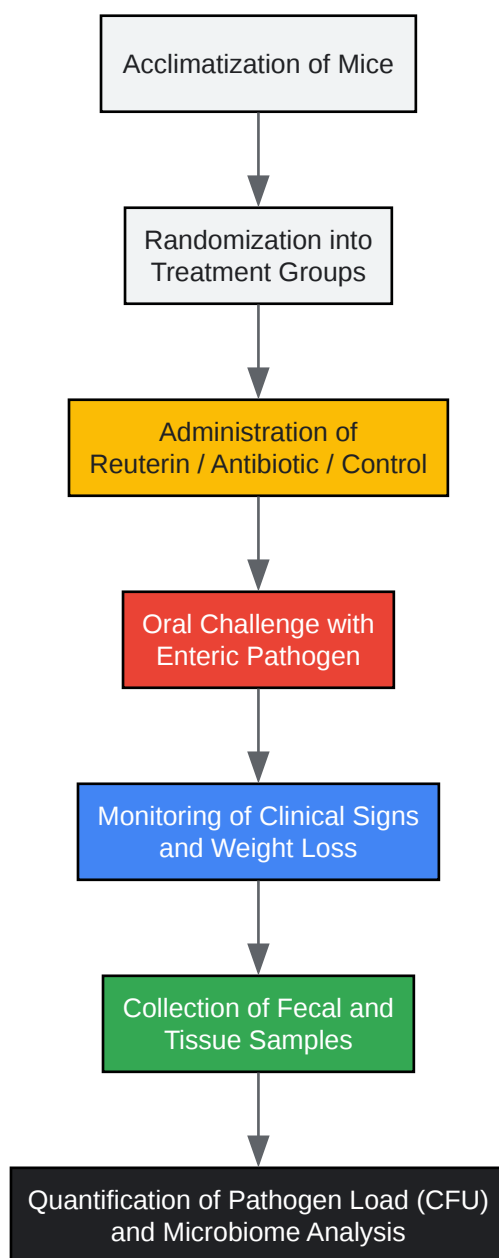 Acclimatization of Mice
Randomization into
Treatment Groups
Administration of
Reuterin / Antibiotic / Control
Oral Challenge with
Enteric Pathogen
Monitoring of Clinical Signs
and Weight Loss
Collection of Fecal and
Tissue Samples
Quantification of Pathogen Load (CFU)
and Microbiome Analysis